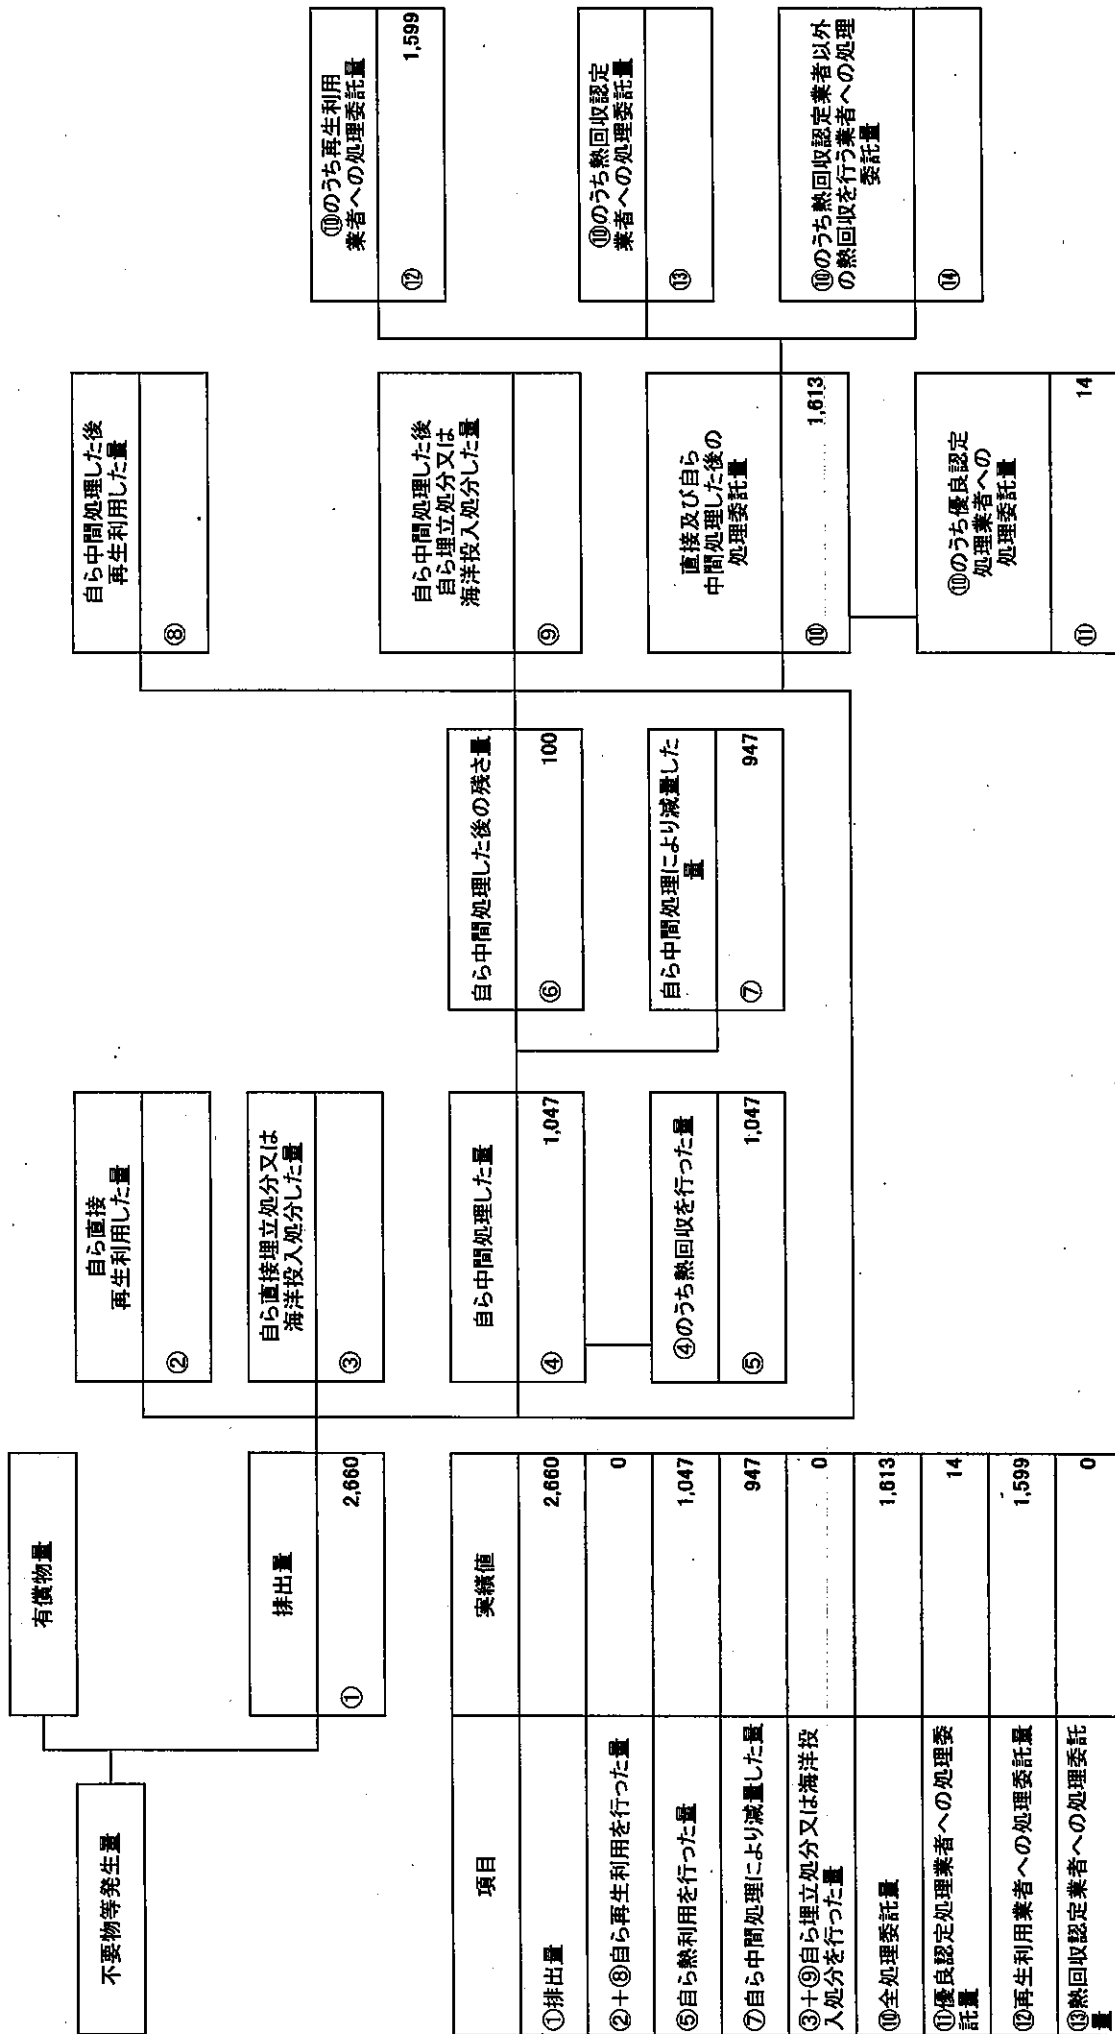 不要物等発生量
有償物量
排出量
① 2,660
自ら直接
再生利用した量
②
自ら直接埋立処分又は
海洋投入処分した量
③
自ら中間処理した量
④ 1,047
④のうち熱回収を行った量
⑤ 1,047
自ら中間処理した後の残さ量
⑥ 100
自ら中間処理により減量した
量
⑦ 947
自ら中間処理した後
再生利用した量
⑧
自ら中間処理した後
自ら埋立処分又は
海洋投入処分した量
⑨
直接及び自ら
中間処理した後の
処理委託量
⑩ 1,613
⑩のうち優良認定
処理業者への
処理委託量
⑪ 14
⑩のうち再生利用
業者への処理委託量
⑫ 1,599
⑩のうち熱回収認定
業者への処理委託量
⑬
⑩のうち熱回収認定業者以外
の熱回収を行う業者への処理
委託量
⑭
項目 実績値
①排出量 2,660
②+⑧自ら再生利用を行った量 0
⑤自ら熱利用を行った量 1,047
⑦自ら中間処理により減量した量 947
③+⑨自ら埋立処分又は海洋投
入処分を行った量 0
⑩全処理委託量 1,613
⑪優良認定処理業者への処理委
託量 14
⑫再生利用業者への処理委託量 1,599
⑬熱回収認定業者への処理委託
量 0